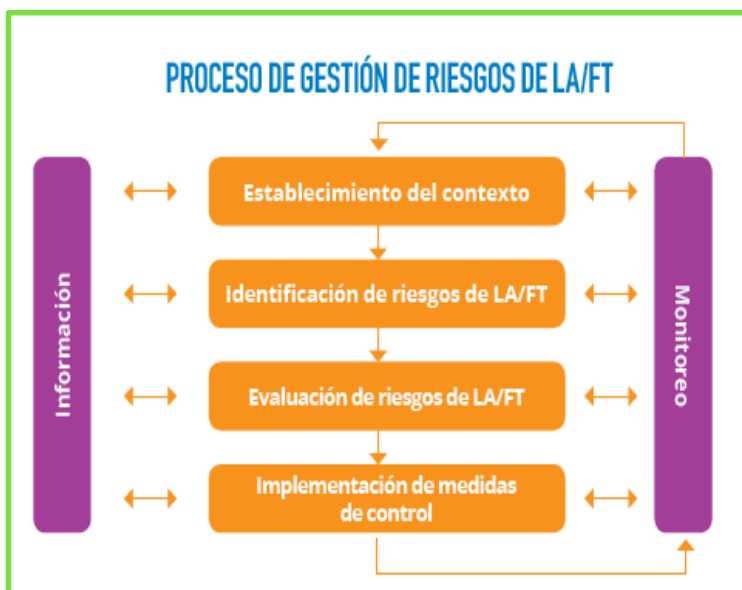 PROCESO DE GESTIÓN DE RIESGOS DE LA/FT
Información
Establecimiento del contexto
Identificación de riesgos de LA/FT
Evaluación de riesgos de LA/FT
Implementación de medidas
de control
Monitoreo